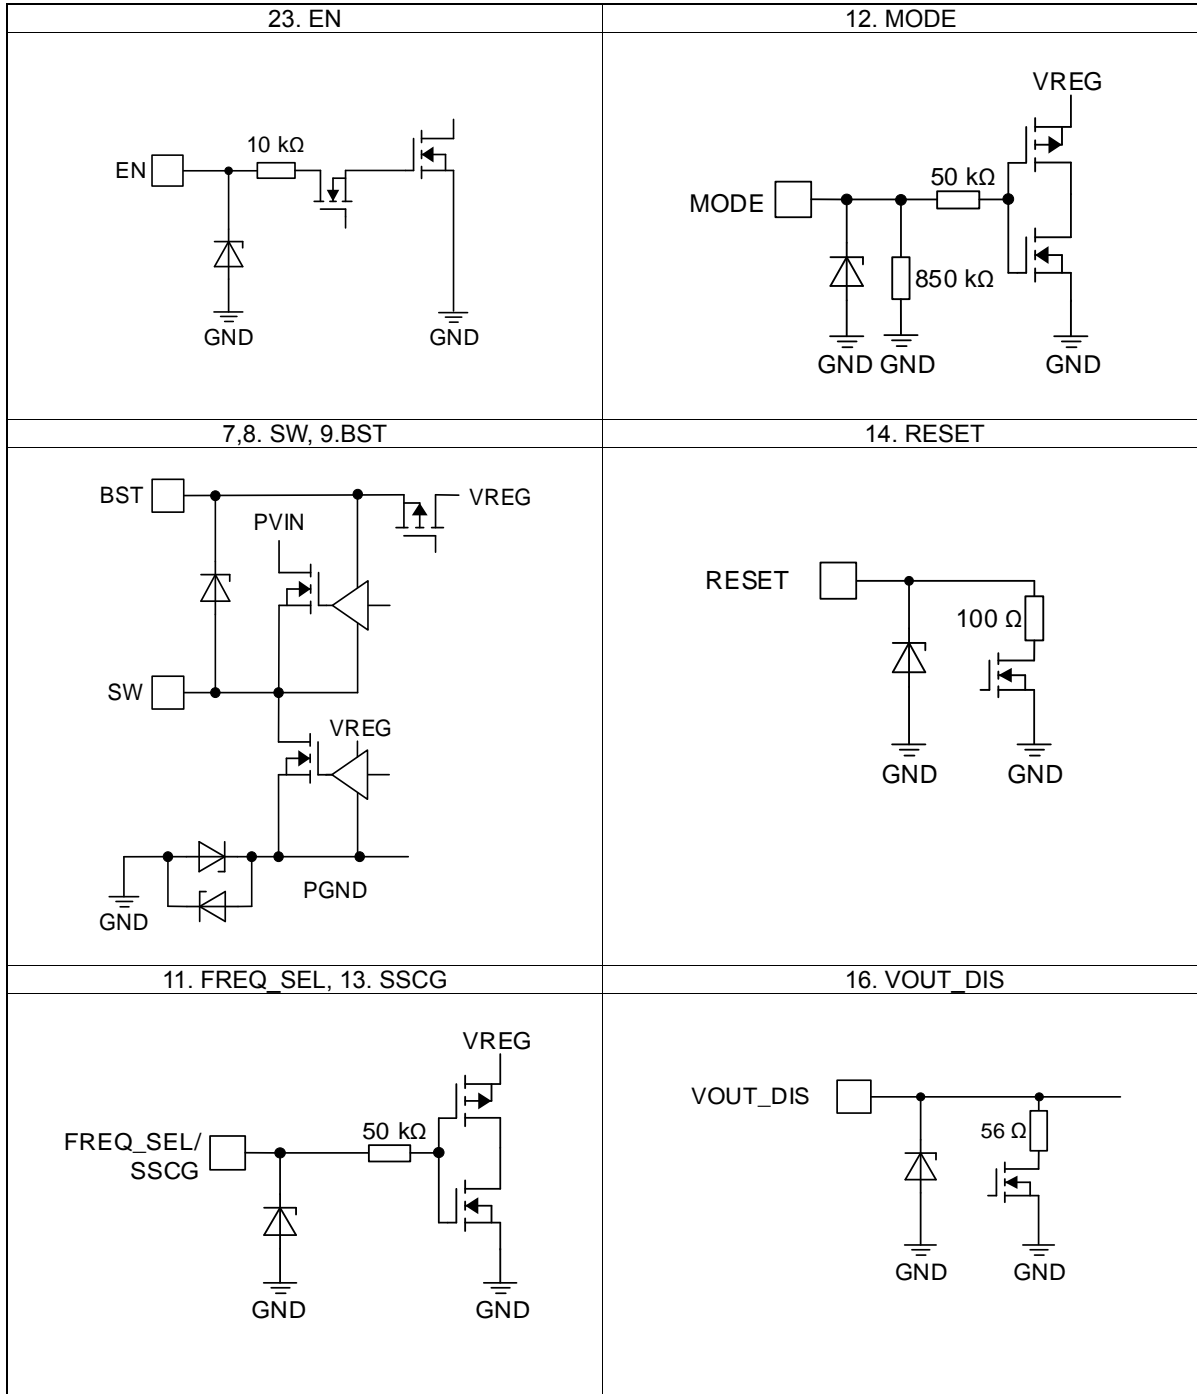 23. EN
12. MODE
EN
10 kΩ
GND
GND
VREG
MODE
50 kΩ
850 kΩ
GND
GND
GND
7,8. SW, 9.BST
14. RESET
BST
VREG
PVIN
SW
VREG
PGND
GND
RESET
100 Ω
GND
GND
11. FREQ_SEL, 13. SSCG
16. VOUT_DIS
VREG
FREQ_SEL/
SSCG
50 kΩ
GND
GND
VOUT_DIS
56 Ω
GND
GND